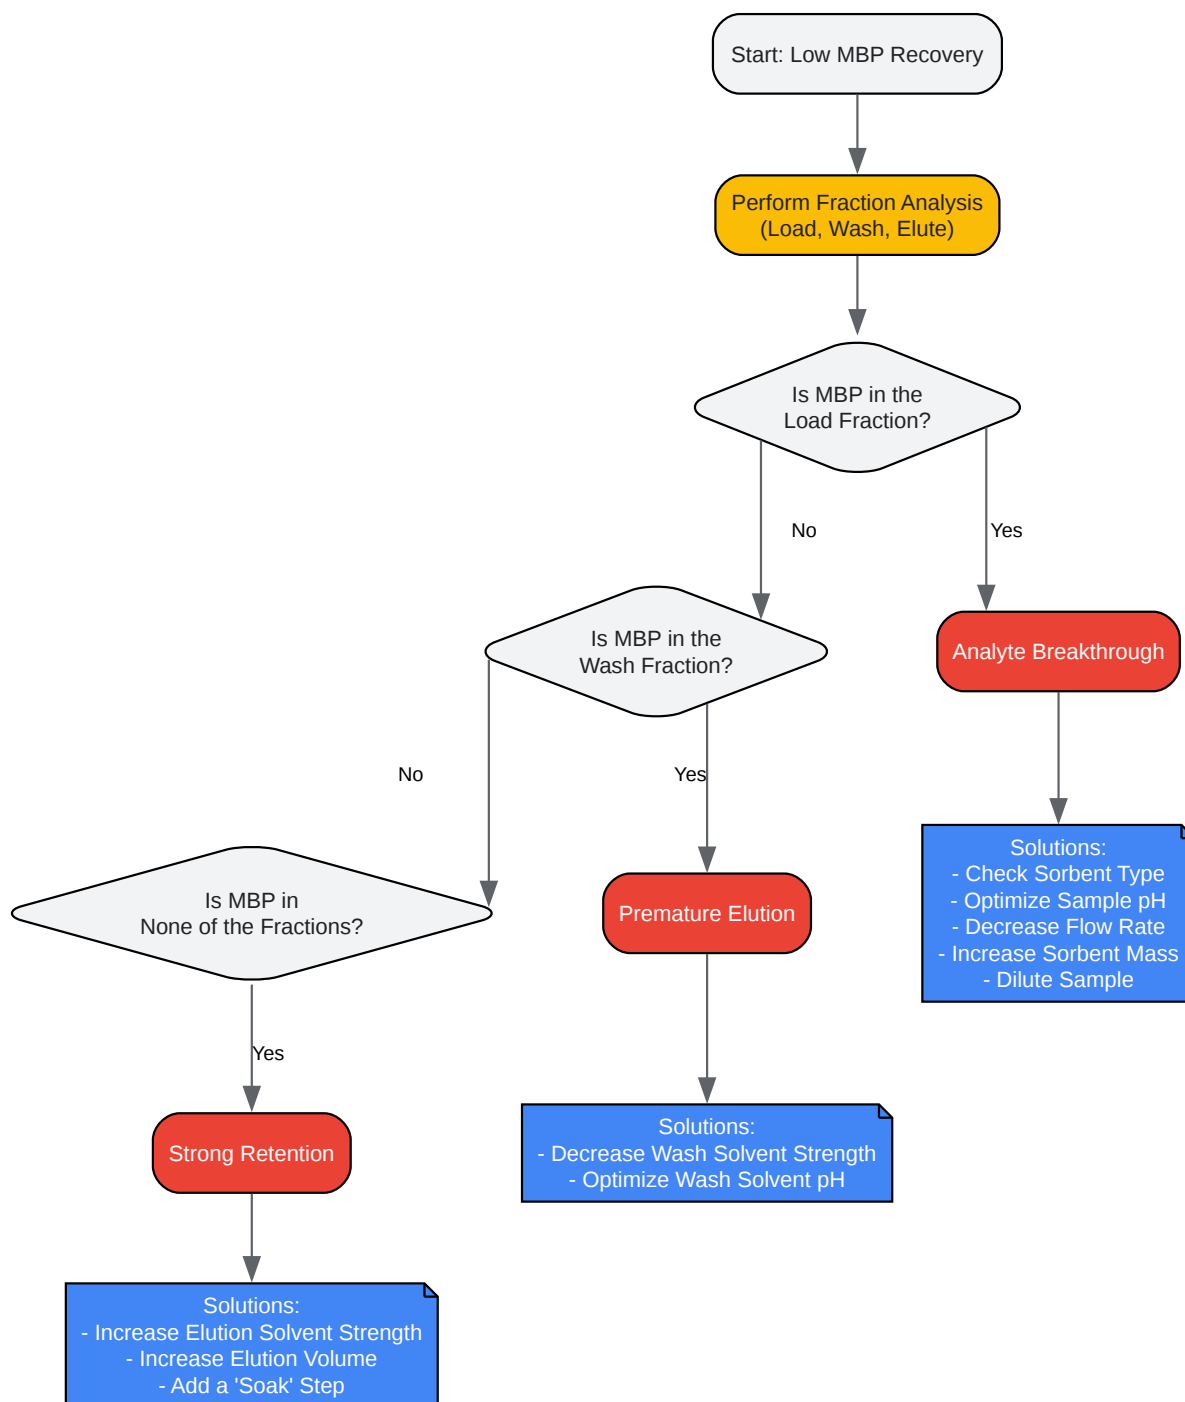 Start: Low MBP Recovery
Perform Fraction Analysis
(Load, Wash, Elute)
Is MBP in the
Load Fraction?
No
Yes
Is MBP in the
Wash Fraction?
Analyte Breakthrough
No
Yes
Solutions:
- Check Sorbent Type
- Optimize Sample pH
- Decrease Flow Rate
- Increase Sorbent Mass
- Dilute Sample
Is MBP in
None of the Fractions?
Premature Elution
Yes
Solutions:
- Decrease Wash Solvent Strength
- Optimize Wash Solvent pH
Strong Retention
Solutions:
- Increase Elution Solvent Strength
- Increase Elution Volume
- Add a 'Soak' Step